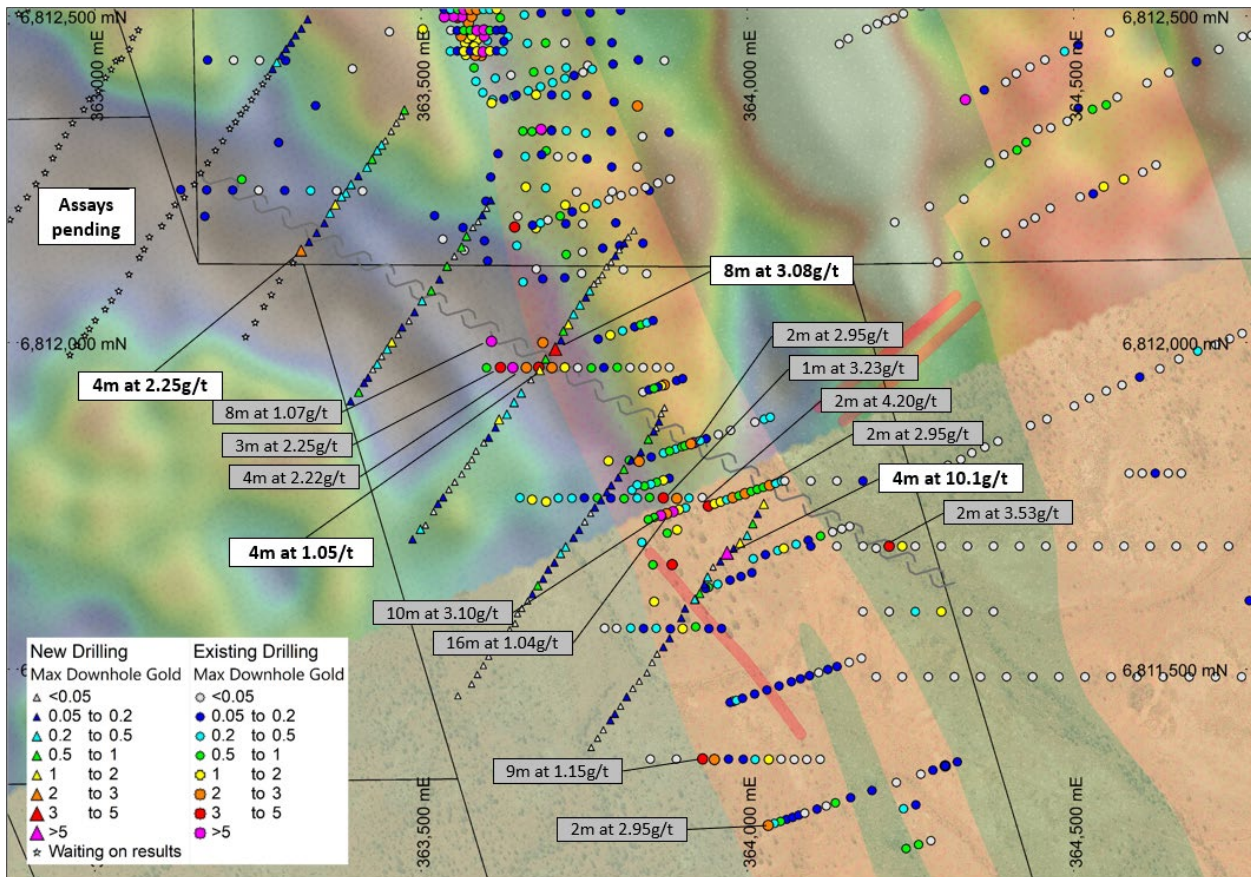 6,812,500 mN
6,812,500 mN
363,000 mE
363,500 mE
364,000 mE
364,500 mE
Assays
pending
8m at 3.08g/t
2m at 2.95g/t
6,812,000 mN
6,812,000 mN
1m at 3.23g/t
4m at 2.25g/t
2m at 4.20g/t
8m at 1.07g/t
2m at 2.95g/t
3m at 2.25g/t
4m at 2.22g/t
4m at 10.1g/t
2m at 3.53g/t
4m at 1.05/t
10m at 3.10g/t
16m at 1.04g/t
6,811,500 mN
9m at 1.15g/t
2m at 2.95g/t
363,500 mE
364,000 mE
364,500 mE
New Drilling
Max Downhole Gold
<0.05
0.05 to 0.2
0.2 to 0.5
0.5 to 1
1 to 2
2 to 3
3 to 5
>5
Waiting on results
Existing Drilling
Max Downhole Gold
<0.05
0.05 to 0.2
0.2 to 0.5
0.5 to 1
1 to 2
2 to 3
3 to 5
>5